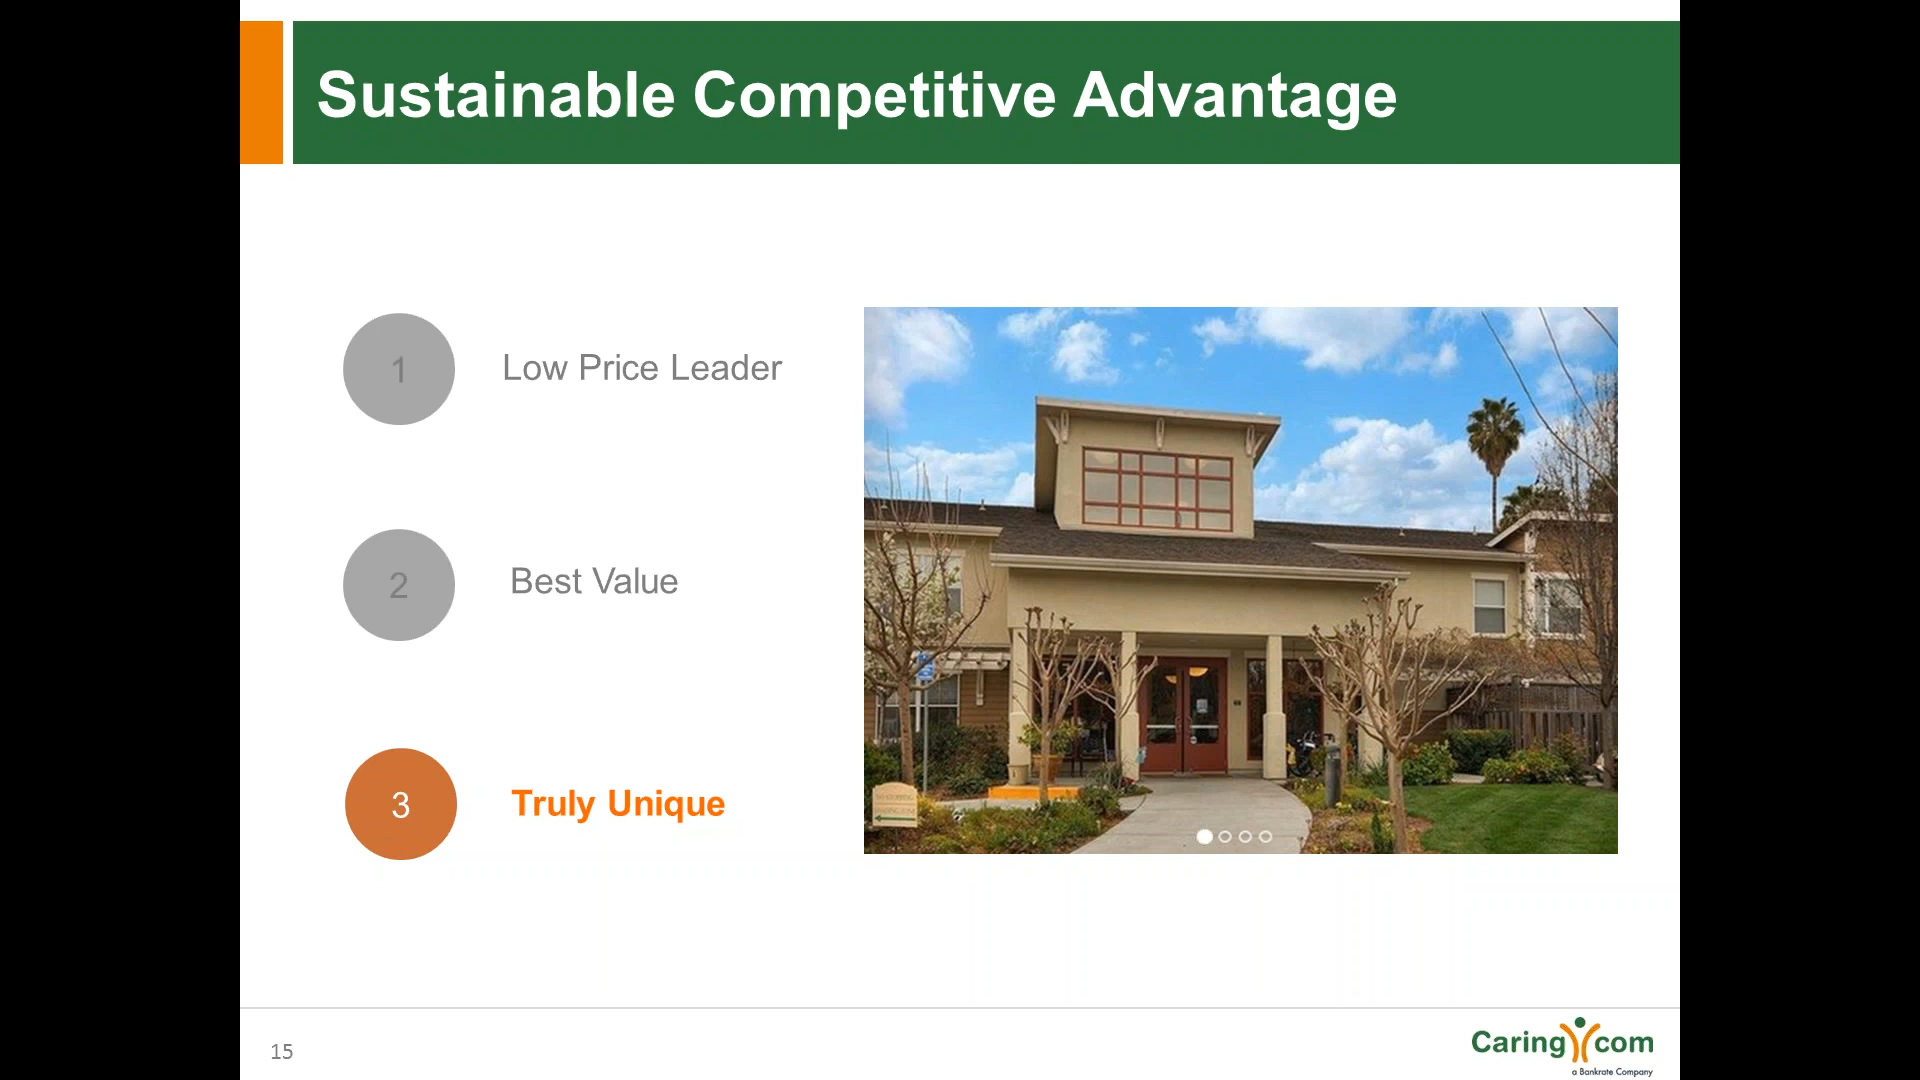 Sustainable Competitive Advantage
1
Low Price Leader
2
Best Value
3
Truly Unique
15
Caring com
a Bankrate Company